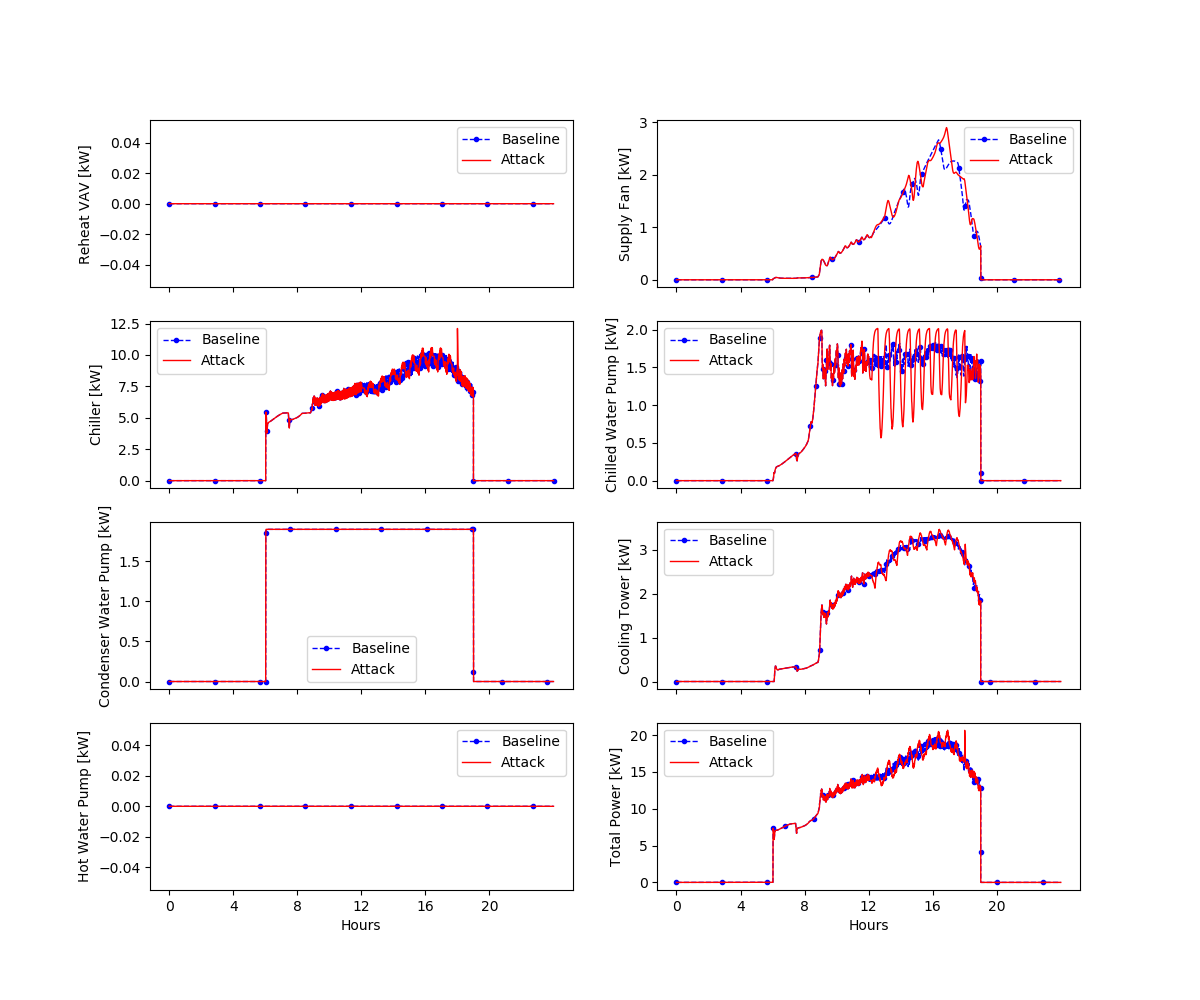 Reheat VAV [kW]
0.04
0.02
0.00
−0.02
−0.04
Baseline
Attack
Supply Fan [kW]
3
2
1
0
Baseline
Attack
Chiller [kW]
12.5
10.0
7.5
5.0
2.5
0.0
Baseline
Attack
Chilled Water Pump [kW]
2.0
1.5
1.0
0.5
0.0
Baseline
Attack
Condenser Water Pump [kW]
1.5
1.0
0.5
0.0
Baseline
Attack
Cooling Tower [kW]
3
2
1
0
Baseline
Attack
Hot Water Pump [kW]
0.04
0.02
0.00
−0.02
−0.04
Baseline
Attack
0 4 8 12 16 20
Hours
Total Power [kW]
20
15
10
5
0
Baseline
Attack
0 4 8 12 16 20
Hours